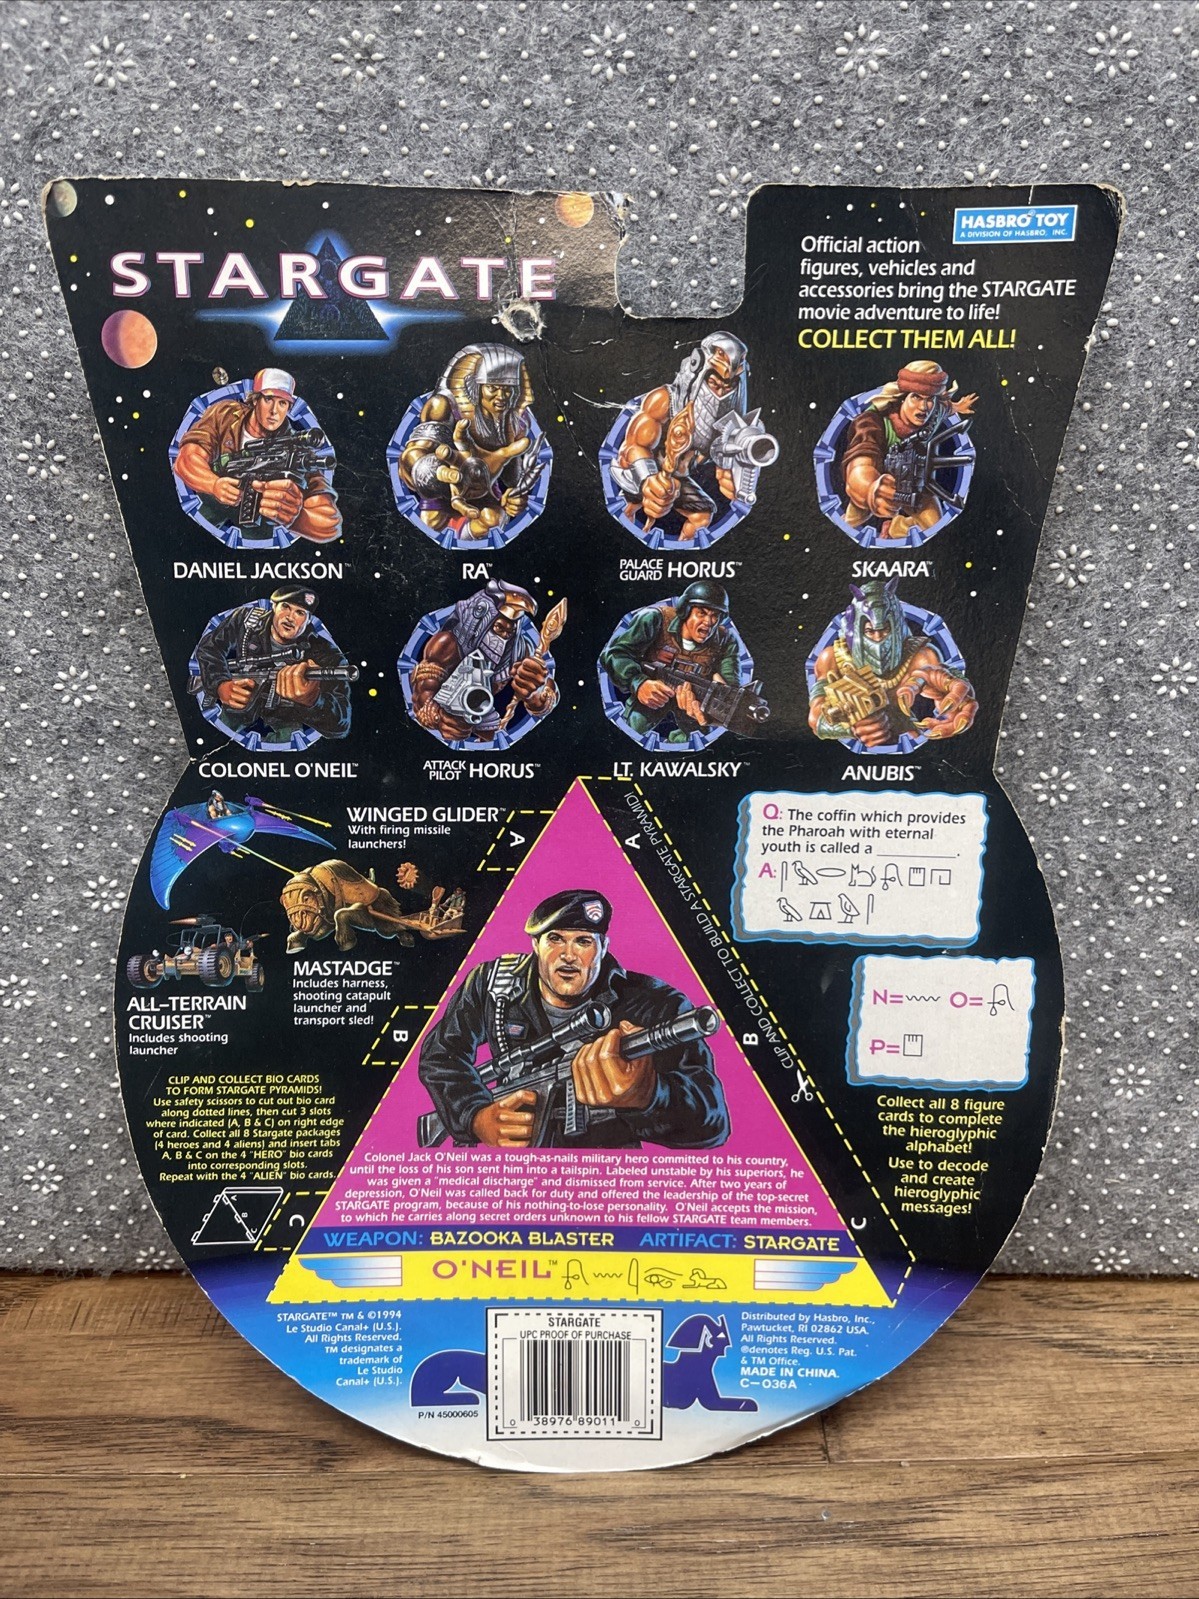 STARGATE
HASBRO TOY
A DIVISION OF HASBRO, INC.
Official action
figures, vehicles and
accessories bring the STARGATE
movie adventure to life!
COLLECT THEM ALL!
DANIEL JACKSON™
RA™
PALACE GUARD HORUS™
SKAARA™
COLONEL O'NEIL™
ATTACK PILOT HORUS™
LT. KAWALSKY™
ANUBIS™
WINGED GLIDER™
With firing missile
launchers!
MASTADGE™
Includes harness,
shooting catapult
launcher and
transport sled!
ALL-TERRAIN
CRUISER™
Includes shooting
launcher
CLIP AND COLLECT BIO CARDS
TO FORM STARGATE PYRAMIDS!
Use safety scissors to cut out bio card
along dotted lines, then cut 3 slots
where indicated (A, B & C) on right edge
of card. Collect all 8 Stargate packages
(4 heroes and 4 aliens) and insert tabs
A, B & C on the 4 "HERO" bio cards
into corresponding slots.
Repeat with the 4 "ALIEN" bio cards.
A
B
C
A
B
C
A
B
C
CLIP AND COLLECT TO BUILD A STARGATE PYRAMID!
Q: The coffin which provides
the Pharoah with eternal
youth is called a ________.
A:
N= O=
P=
Collect all 8 figure
cards to complete
the hieroglyphic
alphabet!
Use to decode
and create
hieroglyphic
messages!
Colonel Jack O'Neil was a tough-as-nails military hero committed to his country,
until the loss of his son sent him into a tailspin. Labeled unstable by his superiors, he
was given a "medical discharge" and dismissed from service. After two years of
depression, O'Neil was called back for duty and offered the leadership of the top-secret
STARGATE program, because of his nothing-to-lose personality. O'Neil accepts the mission,
to which he carries along secret orders unknown to his fellow STARGATE team members.
WEAPON: BAZOOKA BLASTER ARTIFACT: STARGATE
O'NEIL™
STARGATE™ TM & ©1994
Le Studio Canal+ (U.S.).
All Rights Reserved.
TM designates a
trademark of
Le Studio
Canal+ (U.S.).
P/N 45000605
STARGATE
UPC PROOF OF PURCHASE
0 38976 89011 0
Distributed by Hasbro, Inc.,
Pawtucket, RI 02862 USA.
All Rights Reserved.
®denotes Reg. U.S. Pat.
& TM Office.
MADE IN CHINA.
C-036A